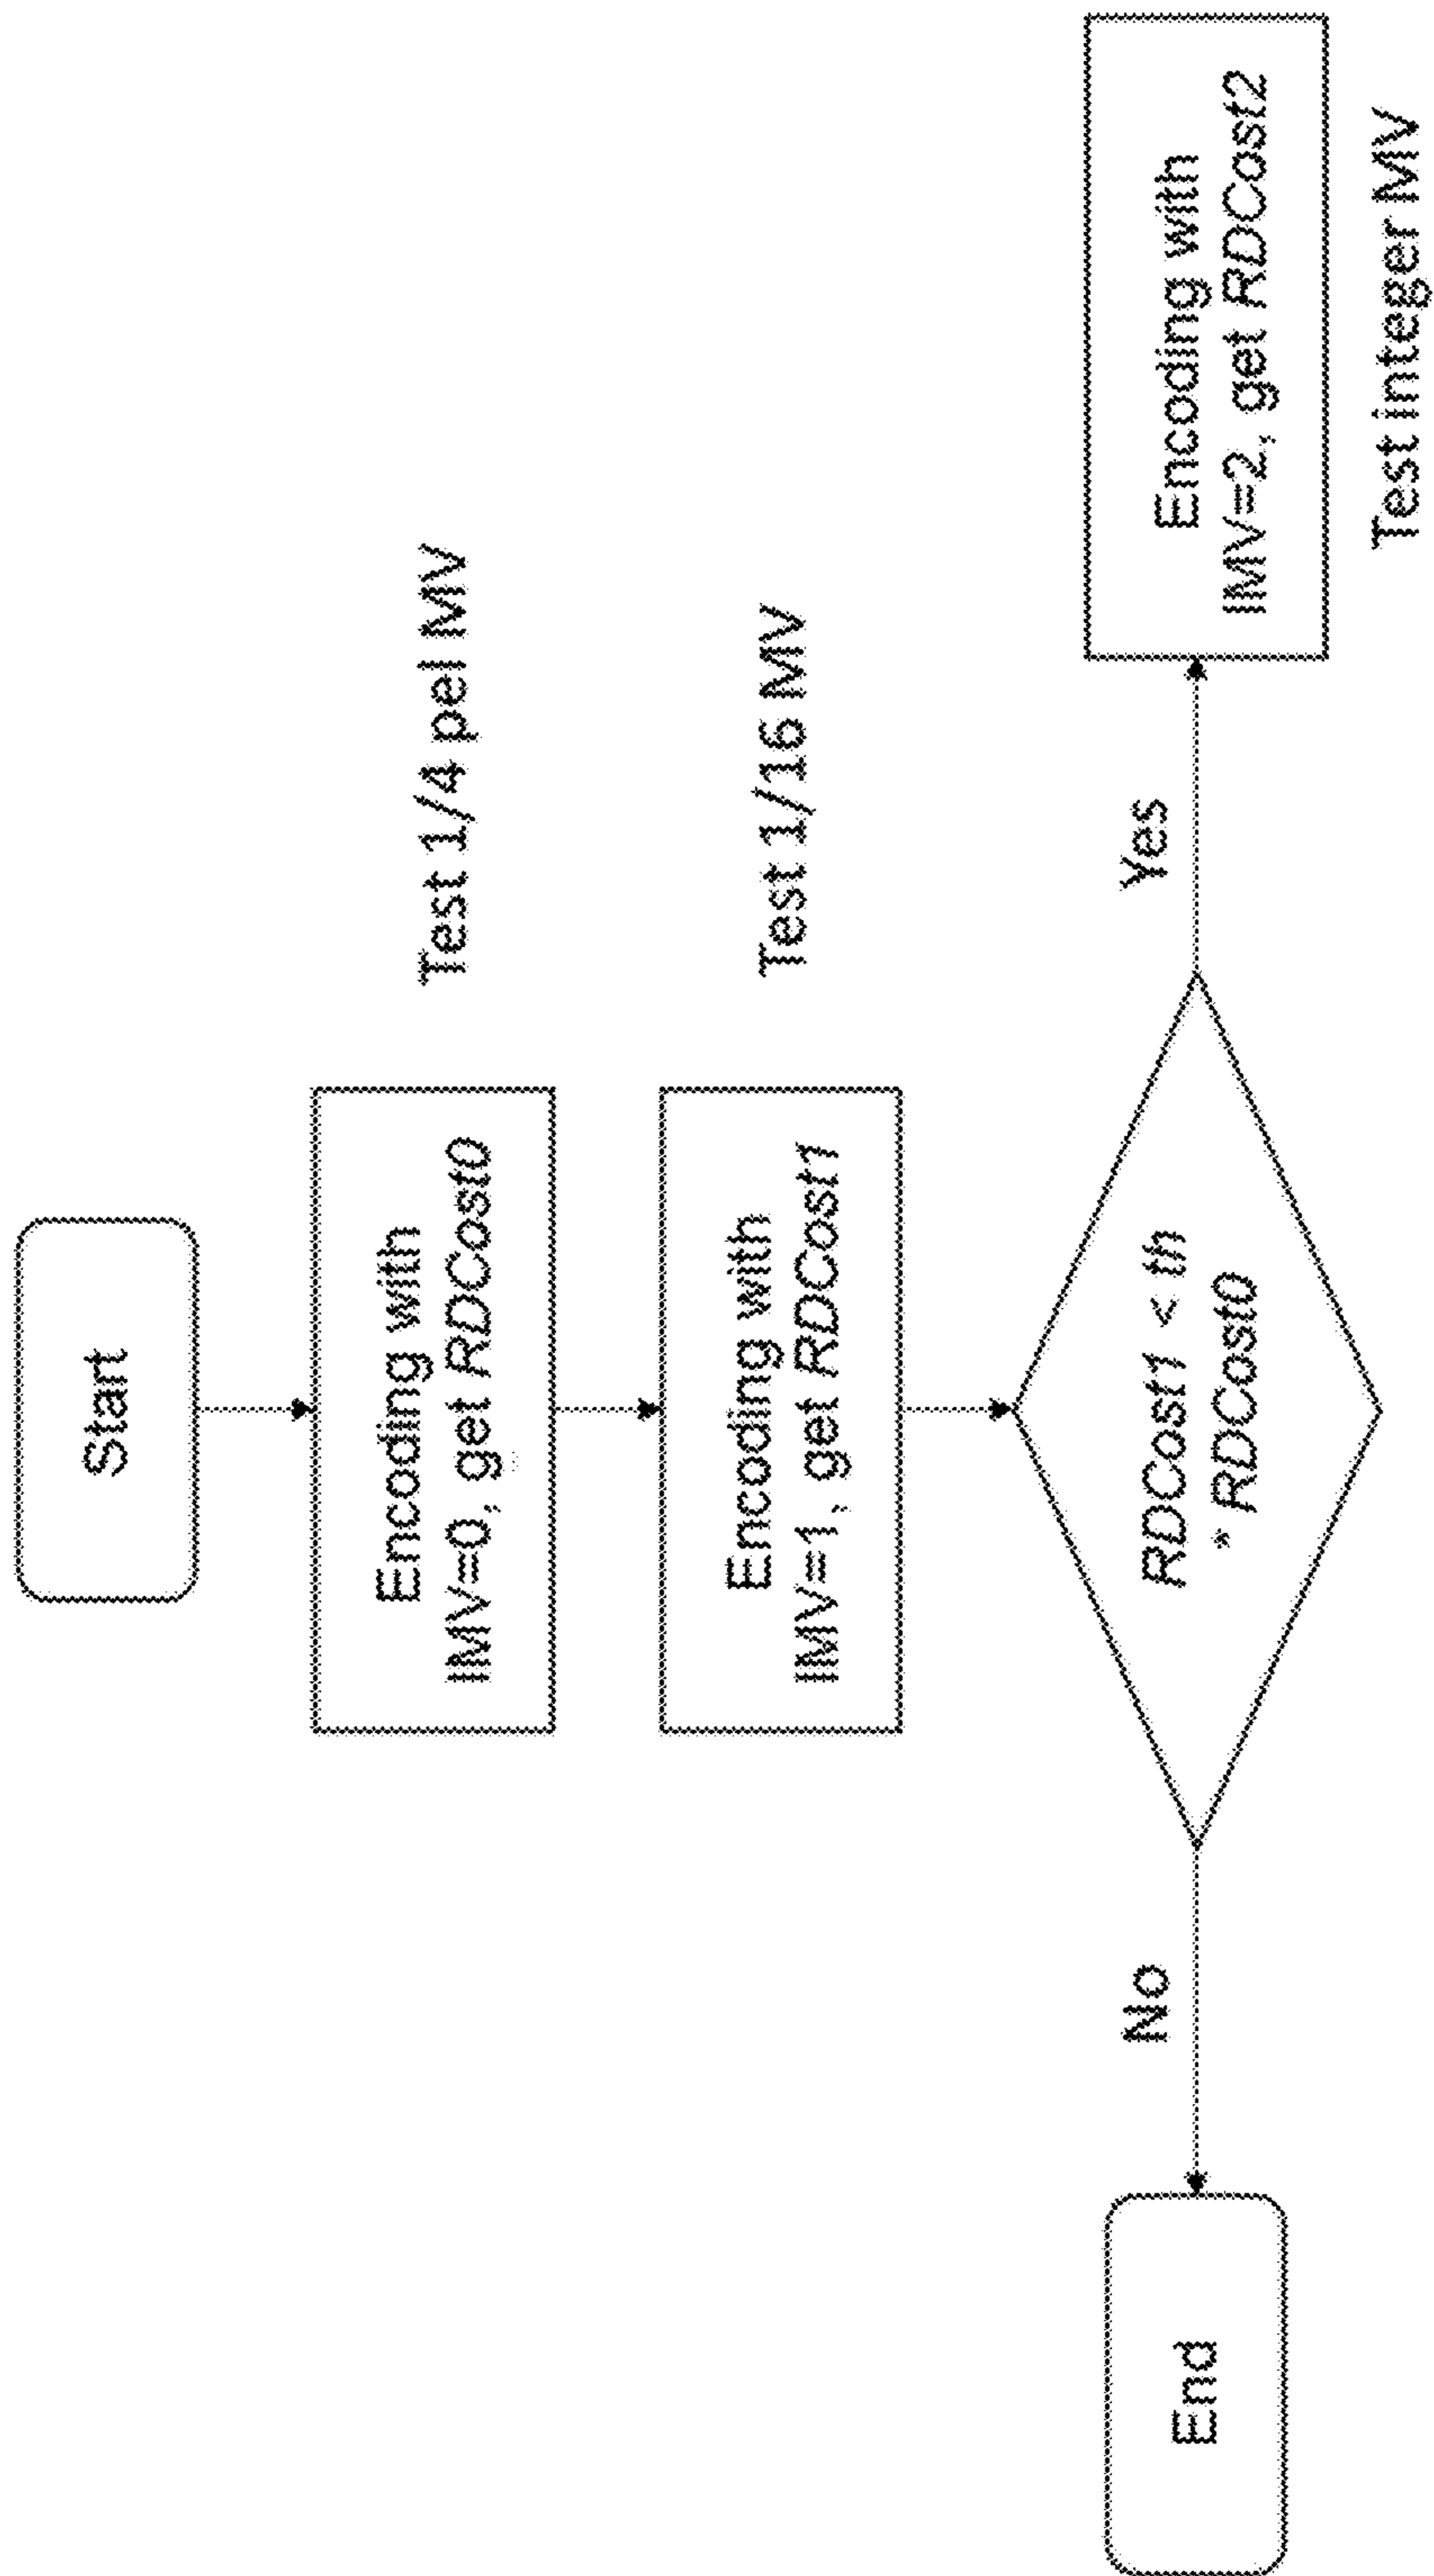 Start
Encoding with
IMV=0, get RDCost0
Test 1/4 pel MV
Encoding with
IMV=1, get RDCost1
Test 1/16 MV
RDCost1 < th
* RDCost0
No
Yes
End
Encoding with
IMV=2, get RDCost2
Test integer MV